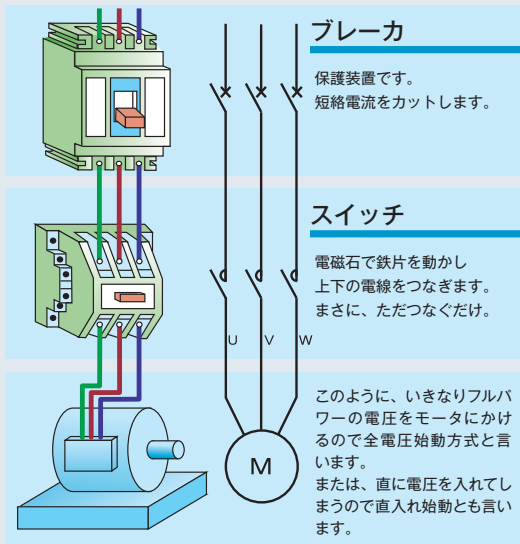 ブレーカ
保護装置です。
短絡電流をカットします。
スイッチ
電磁石で鉄片を動かし
上下の電線をつなぎます。
まさに、ただつなぐだけ。
U V W
このように、いきなりフルパ
ワーの電圧をモータにかけ
るので全電圧始動方式と言
います。
または、直に電圧を入れてし
まうので直入れ始動とも言い
ます。
M